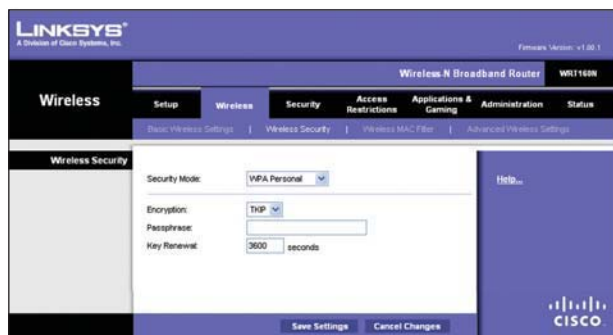 LINKSYS®
A Division of Cisco Systems, Inc.
Firmware Version: v1.00.1
Wireless-N Broadband Router WRT160N
Wireless
Setup Wireless Security Access Restrictions Applications & Gaming Administration Status
Basic Wireless Settings | Wireless Security | Wireless MAC Filter | Advanced Wireless Settings
Wireless Security
Security Mode: WPA Personal
Help...
Encryption: TKIP
Passphrase:
Key Renewal: 3600 seconds
Save Settings Cancel Changes
CISCO